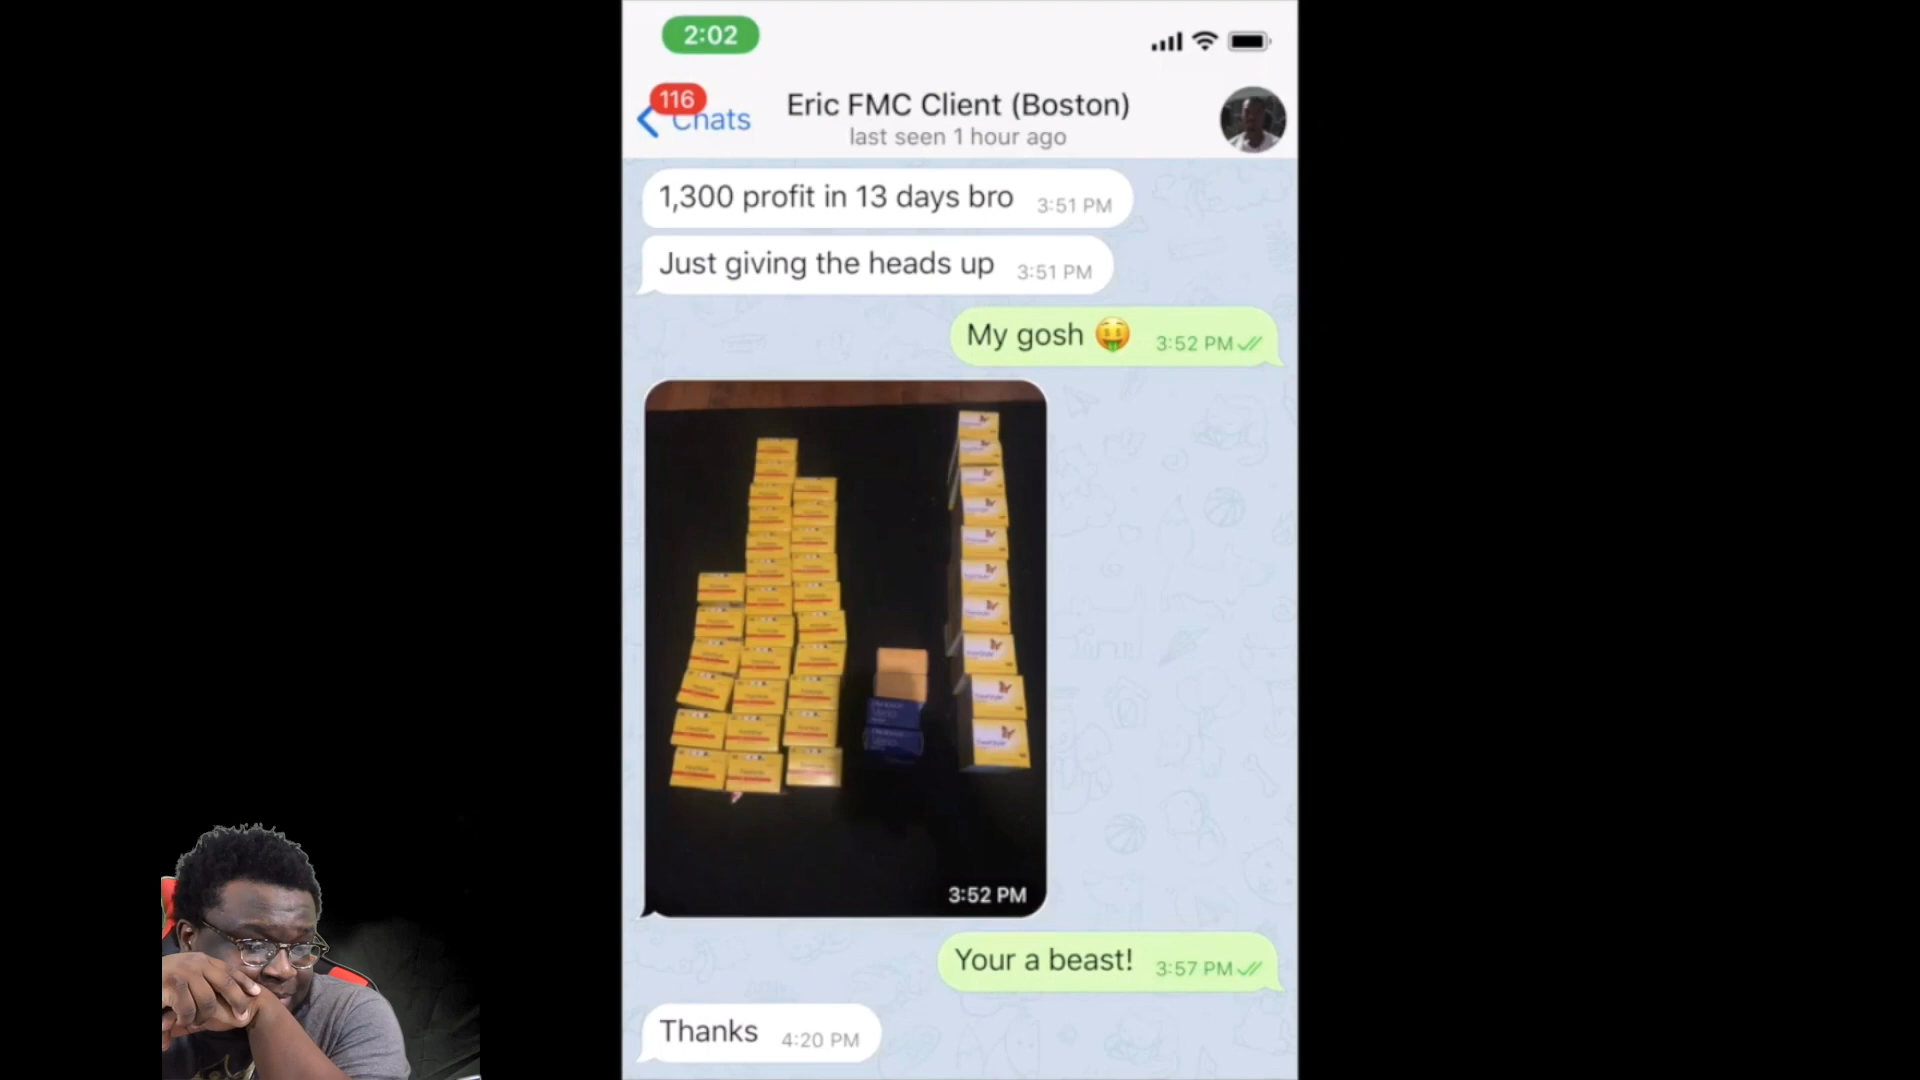 2:02
116
Chats
Eric FMC Client (Boston)
last seen 1 hour ago
1,300 profit in 13 days bro 3:51 PM
Just giving the heads up 3:51 PM
My gosh 🤑 3:52 PM
3:52 PM
Your a beast! 3:57 PM
Thanks 4:20 PM